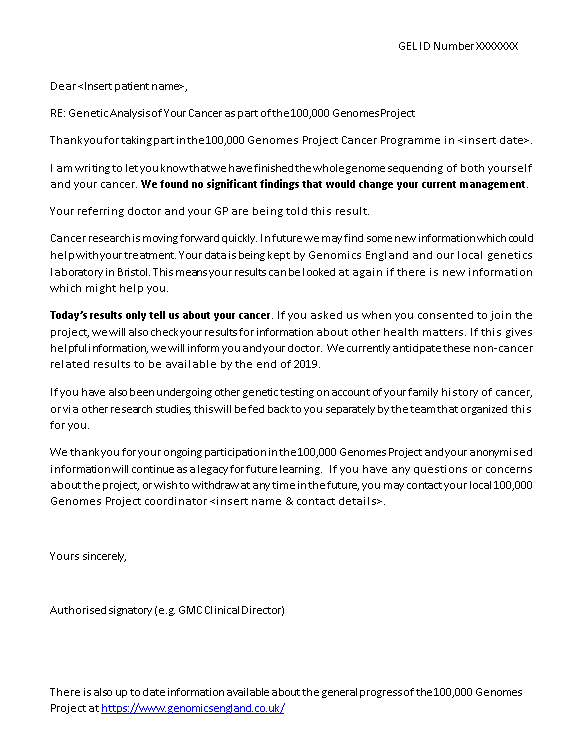 GEL ID Number XXXXXXX
Dear <Insert patient name>,
RE: Genetic Analysis of Your Cancer as part of the 100,000 Genomes Project
Thank you for taking part in the 100,000 Genomes Project Cancer Programme in <insert date>.
I am writing to let you know that we have finished the whole genome sequencing of both yourself
and your cancer. We found no significant findings that would change your current management.
Your referring doctor and your GP are being told this result.
Cancer research is moving forward quickly. In future we may find some new information which could
help with your treatment. Your data is being kept by Genomics England and our local genetics
laboratory in Bristol. This means your results can be looked at again if there is new information
which might help you.
Today's results only tell us about your cancer. If you asked us when you consented to join the
project, we will also check your results for information about other health matters. If this gives
helpful information, we will inform you and your doctor. We currently anticipate these non-cancer
related results to be available by the end of 2019.
If you have also been undergoing other genetic testing on account of your family history of cancer,
or via other research studies, this will be fed back to you separately by the team that organized this
for you.
We thank you for your ongoing participation in the 100,000 Genomes Project and your anonymised
information will continue as a legacy for future learning. If you have any questions or concerns
about the project, or wish to withdraw at any time in the future, you may contact your local 100,000
Genomes Project coordinator <insert name & contact details>.
Yours sincerely,
Authorised signatory (e.g. GMC Clinical Director)
There is also up to date information available about the general progress of the 100,000 Genomes
Project at https://www.genomicsengland.co.uk/